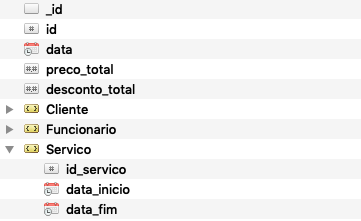 _id
# id
data
#.# preco_total
#.# desconto_total
{} Cliente
{} Funcionario
{} Servico
# id_servico
data_inicio
data_fim